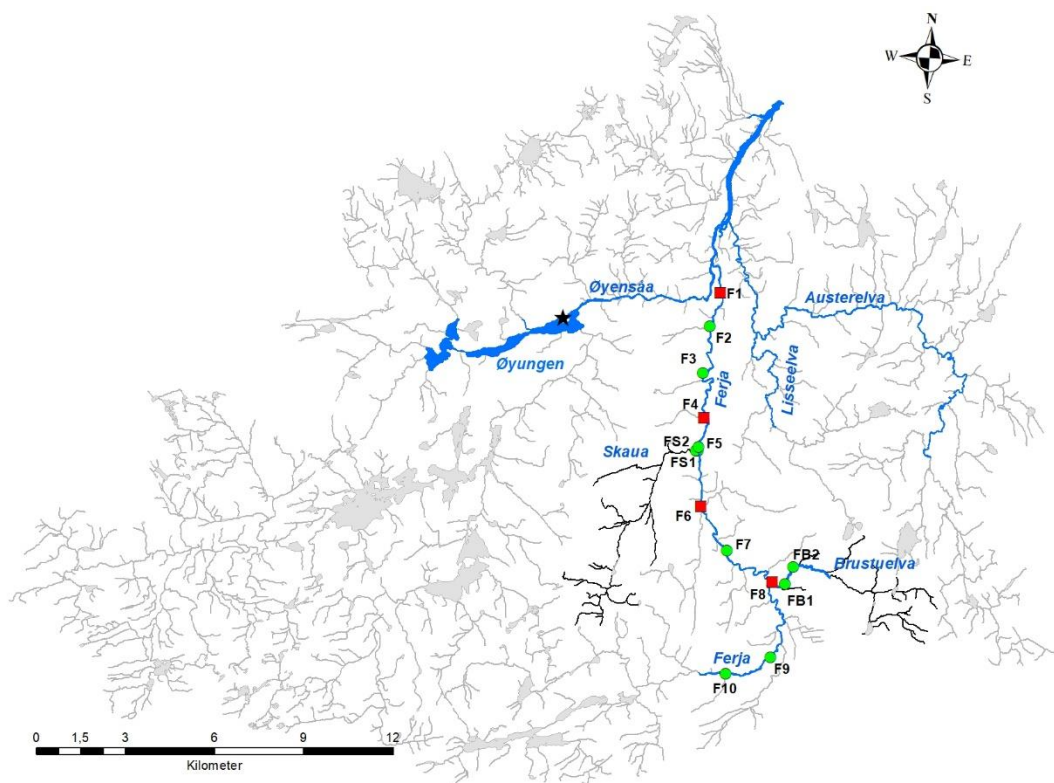 N
W
E
S
Øyensåa
F1
Austerelva
F2
Øyungen
F3
Ferja
Lisseelva
F4
FS2
F5
Skaua
FS1
F6
F7
FB2
Brustuelva
F8
FB1
Ferja
F9
F10
0 1,5 3 6 9 12
Kilometer